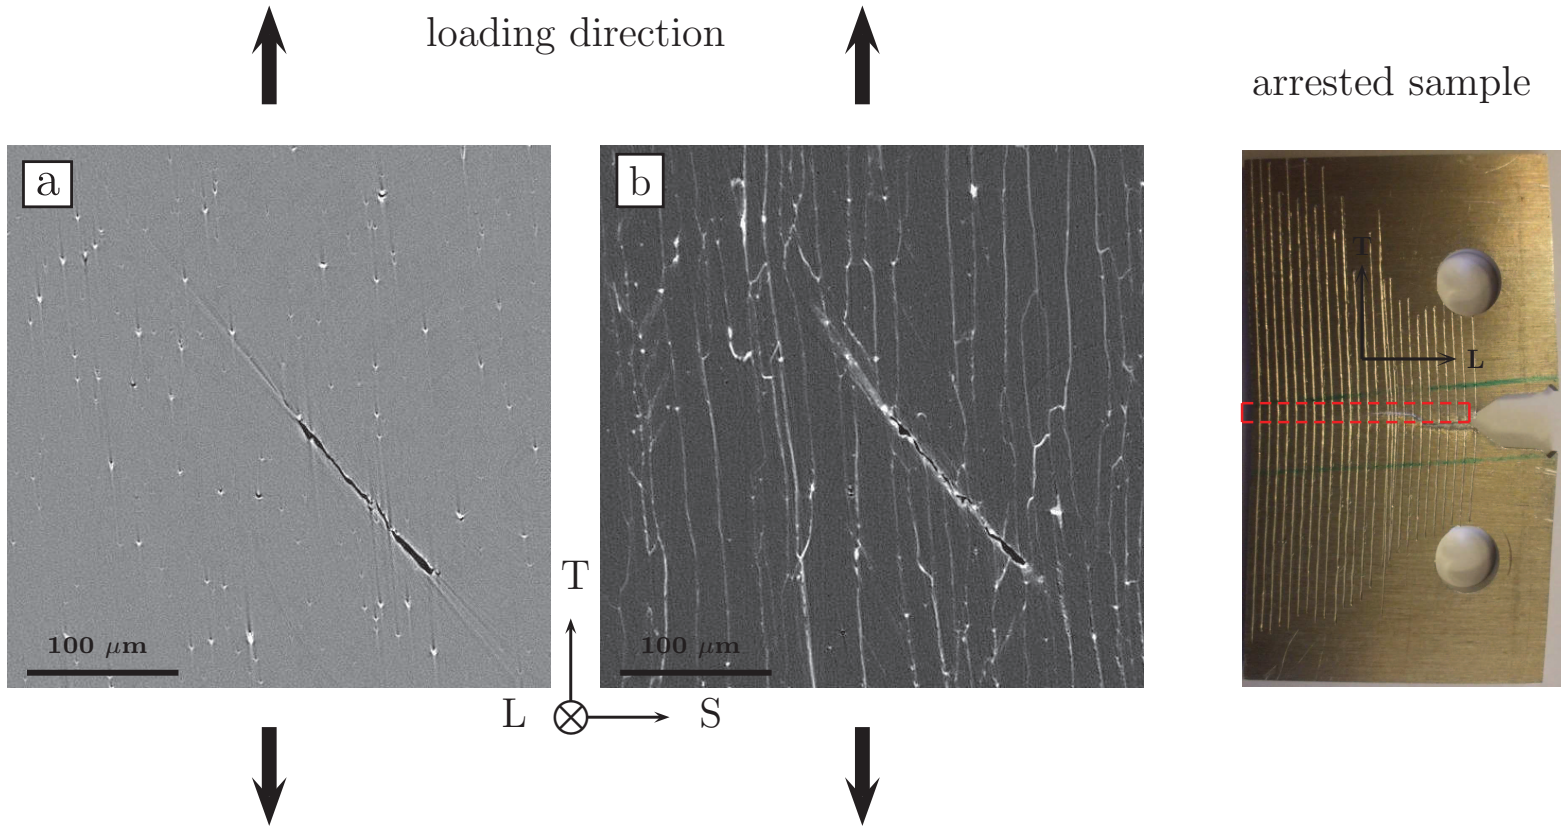 loading direction
arrested sample
a
b
T
L
100 μm
100 μm
T
L
S